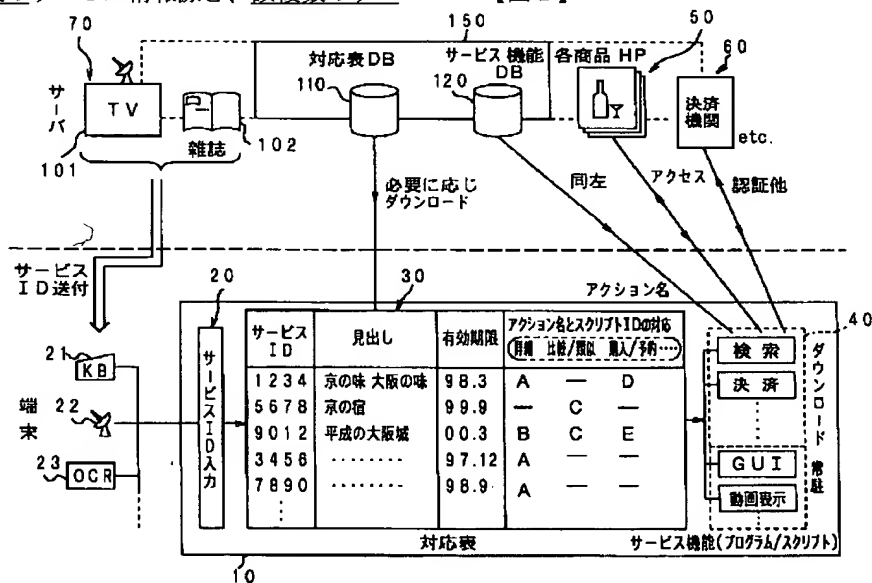 150
70
対応表DB
110
サービス機能
DB
120
各商品HP
50
60
サーバ
TV
101
雑誌
102
決済
機関
etc.
必要に応じ
ダウンロード
同左
アクセス
認証他
サービス
ID送付
20
30
アクション名
40
21
KB
端末
22
23
OCR
サービスID入力
サービス
ID
見出し
有効期限
アクション名とスクリプトIDの対応
詳細 比較/類似 購入/予約‥‥
1234 京の味 大阪の味 98.3 A — D
5678 京の宿 99.9 — C —
9012 平成の大阪城 00.3 B C E
3456 ‥‥‥‥ 97.12 A — —
7890 ‥‥‥‥ 98.9 A — —
検索
決済
ダウンロード
GUI
動画表示
常駐
対応表
サービス機能(プログラム/スクリプト)
10